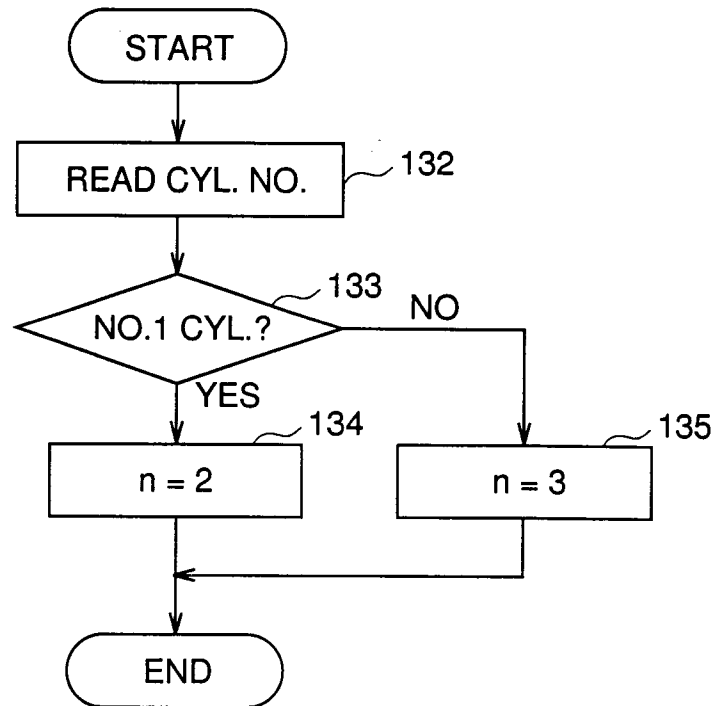 START
READ CYL. NO.
132
133
NO.1 CYL.?
NO
YES
134
n = 2
135
n = 3
END